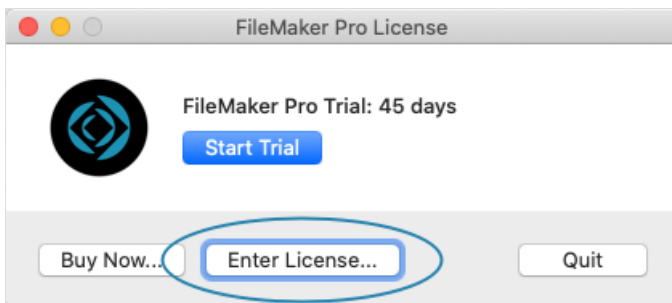 FileMaker Pro License
FileMaker Pro Trial: 45 days
Start Trial
Buy Now... Enter License... Quit